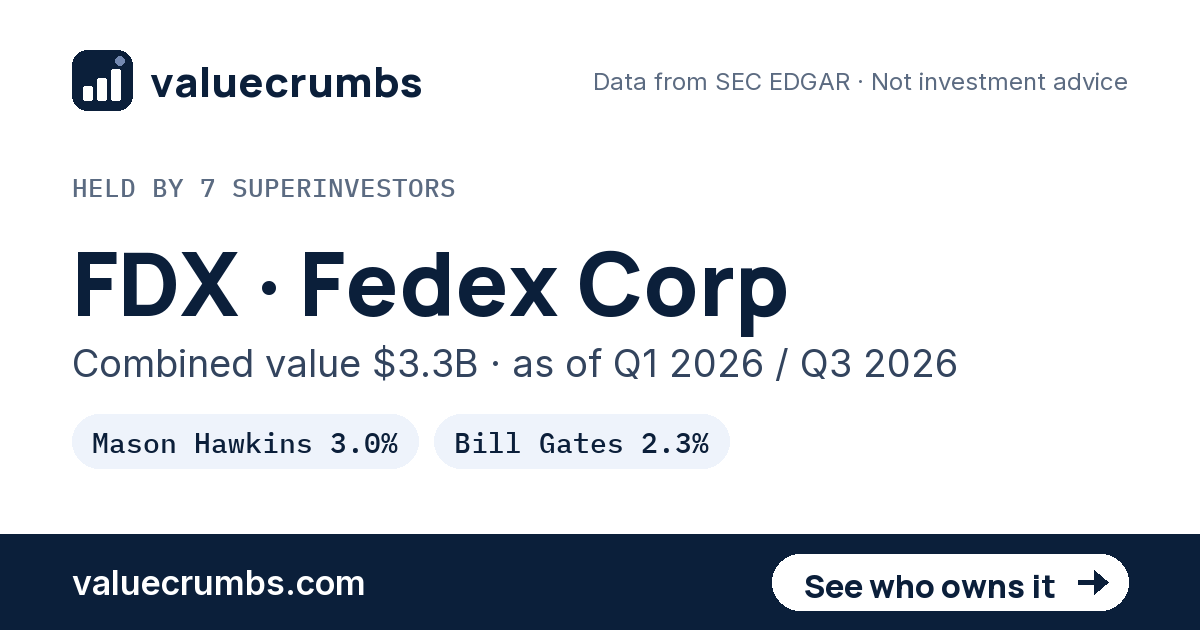 valuecrumbs
Data from SEC EDGAR · Not investment advice
HELD BY 7 SUPERINVESTORS
FDX · Fedex Corp
Combined value $3.3B · as of Q1 2026 / Q3 2026
Mason Hawkins 3.0%
Bill Gates 2.3%
valuecrumbs.com
See who owns it →